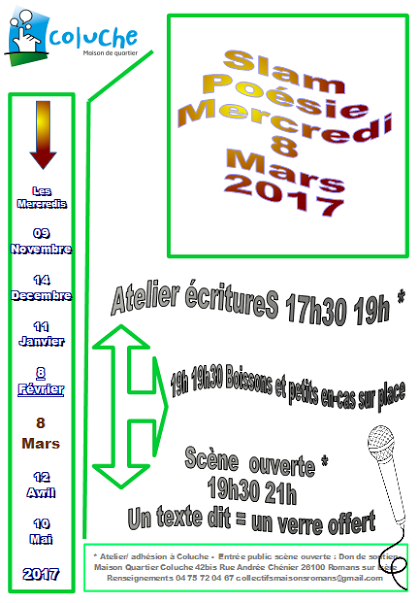 coluche
Maison de quartier
Slam
Poésie
Mercredi
8
Mars
2017
Les
Mercredis
09
Novembre
14
Decembre
11
Janvier
8
Février
8
Mars
12
Avril
10
Mai
2017
Atelier écritureS 17h30 19h *
19h 19h30 Boissons et petits en-cas sur place
Scène ouverte *
19h30 21h
Un texte dit = un verre offert
* Atelier/ adhésion à Coluche - Entrée public scène ouverte : Don de soutien
Maison Quartier Coluche 42bis Rue Andrée Chénier 26100 Romans sur Isère
Renseignements 04 75 72 04 67 collectifsmaisonsromans@gmail.com